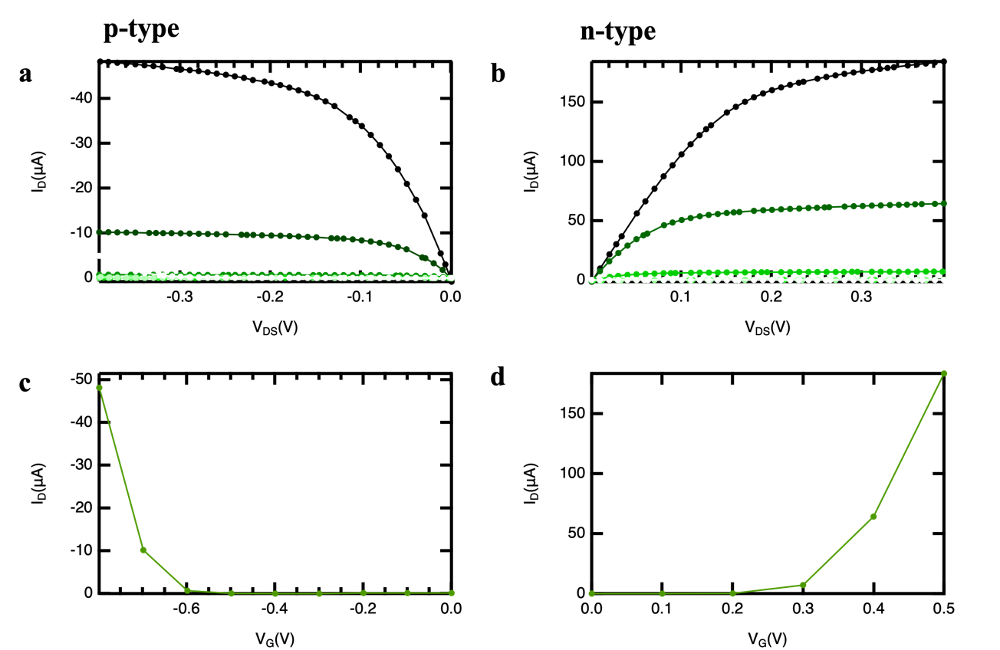 p-type
n-type
a
b
-40
-30
-20
-10
0
I_D(µA)
-0.3
-0.2
-0.1
0.0
V_DS(V)
150
100
50
0
I_D(µA)
0.1
0.2
0.3
V_DS(V)
c
d
-50
-40
-30
-20
-10
0
I_D(µA)
-0.6
-0.4
-0.2
0.0
V_G(V)
150
100
50
0
I_D(µA)
0.0
0.1
0.2
0.3
0.4
0.5
V_G(V)